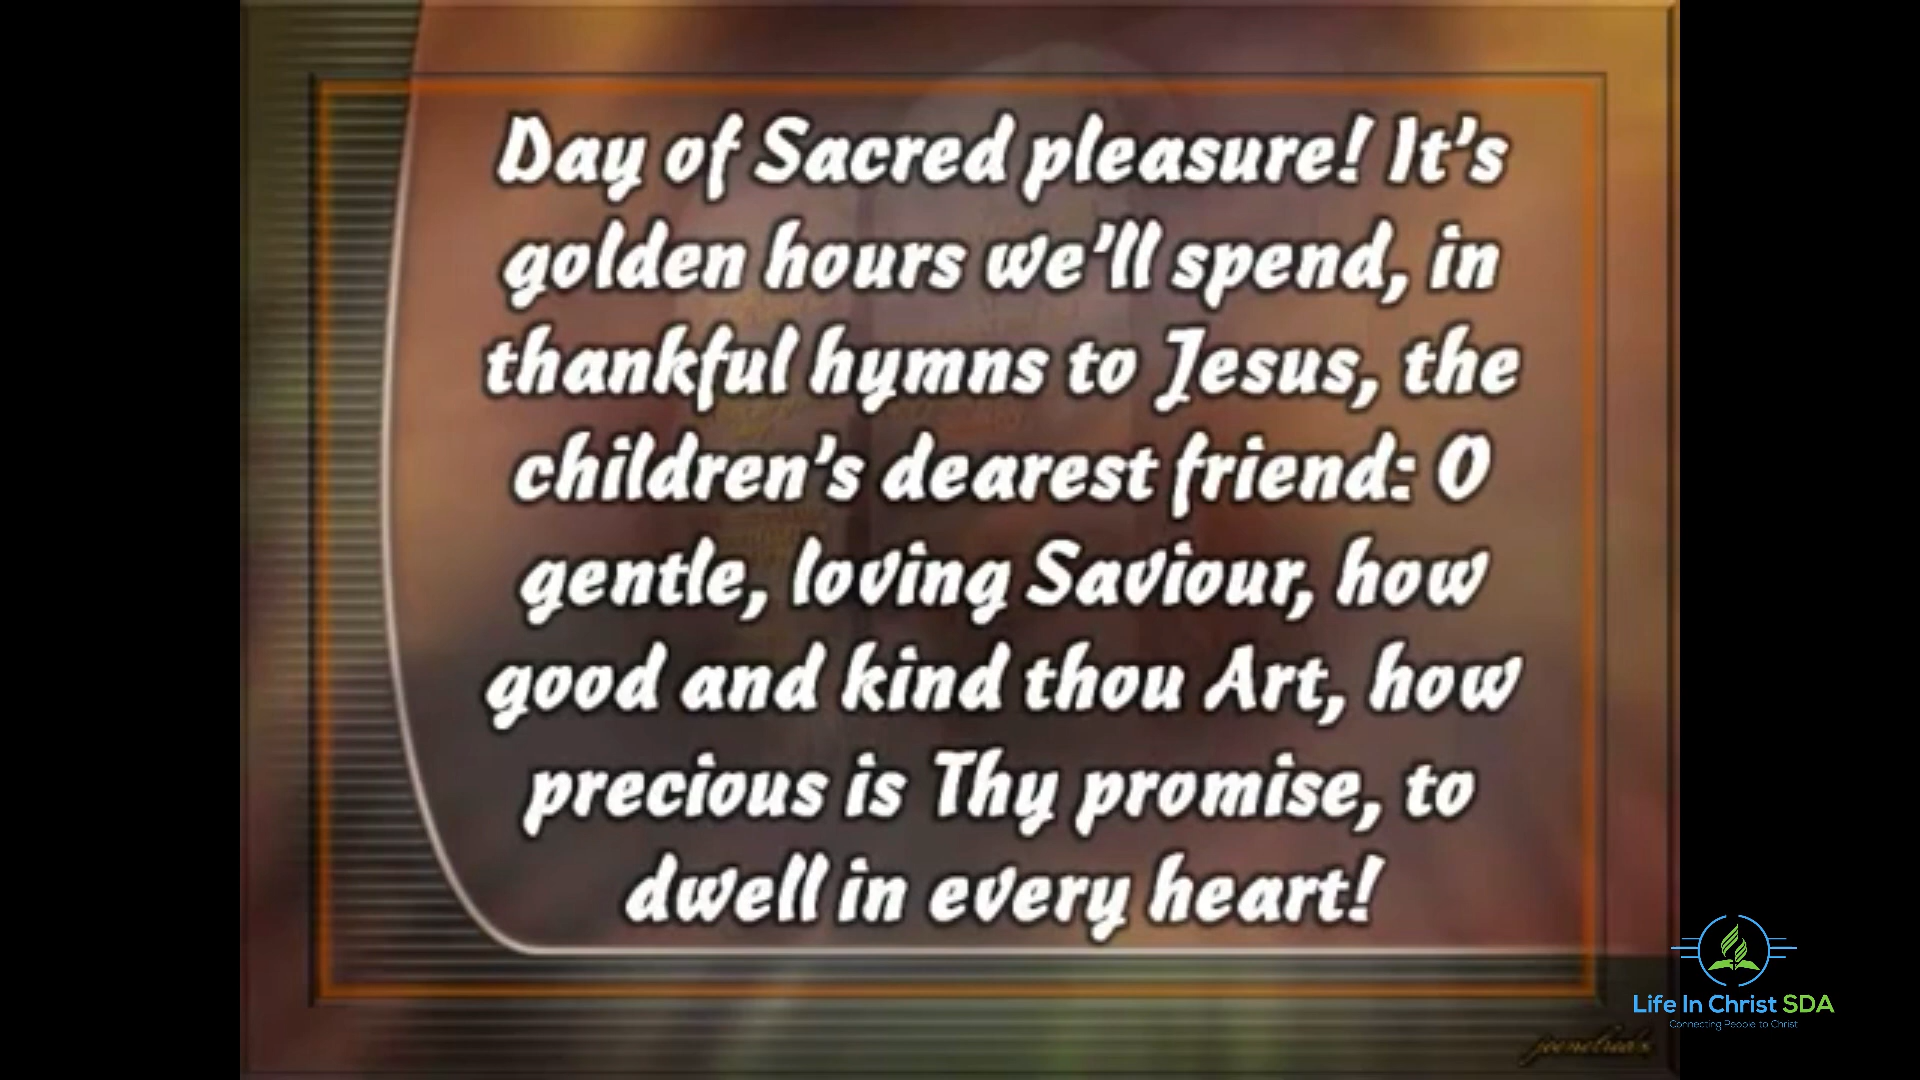 Day of Sacred pleasure! It's
golden hours we'll spend, in
thankful hymns to Jesus, the
children's dearest friend: O
gentle, loving Saviour, how
good and kind thou Art, how
precious is Thy promise, to
dwell in every heart!
Life In Christ SDA
Connecting People to Christ